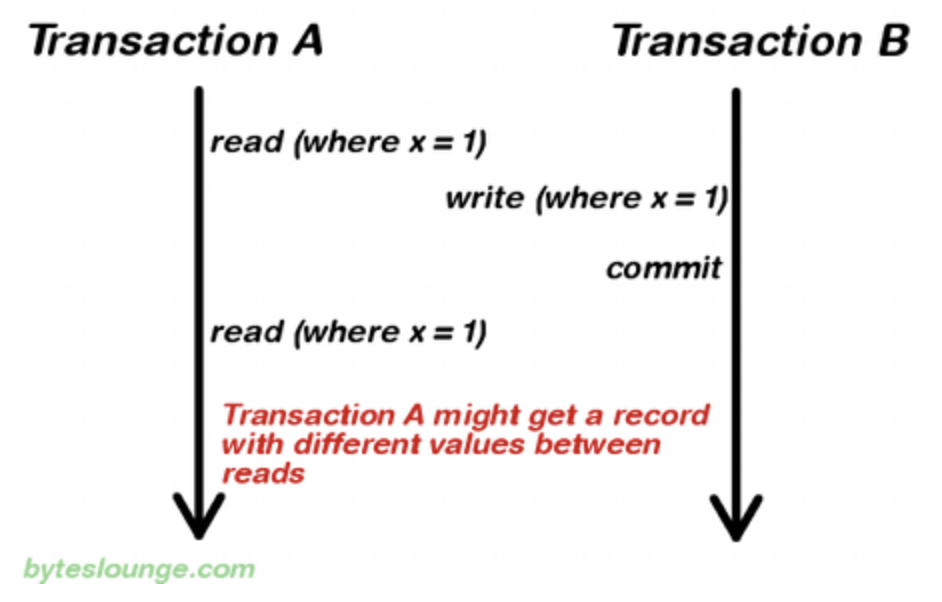 Transaction A
Transaction B
read (where x = 1)
write (where x = 1)
commit
read (where x = 1)
Transaction A might get a record
with different values between
reads
byteslounge.com